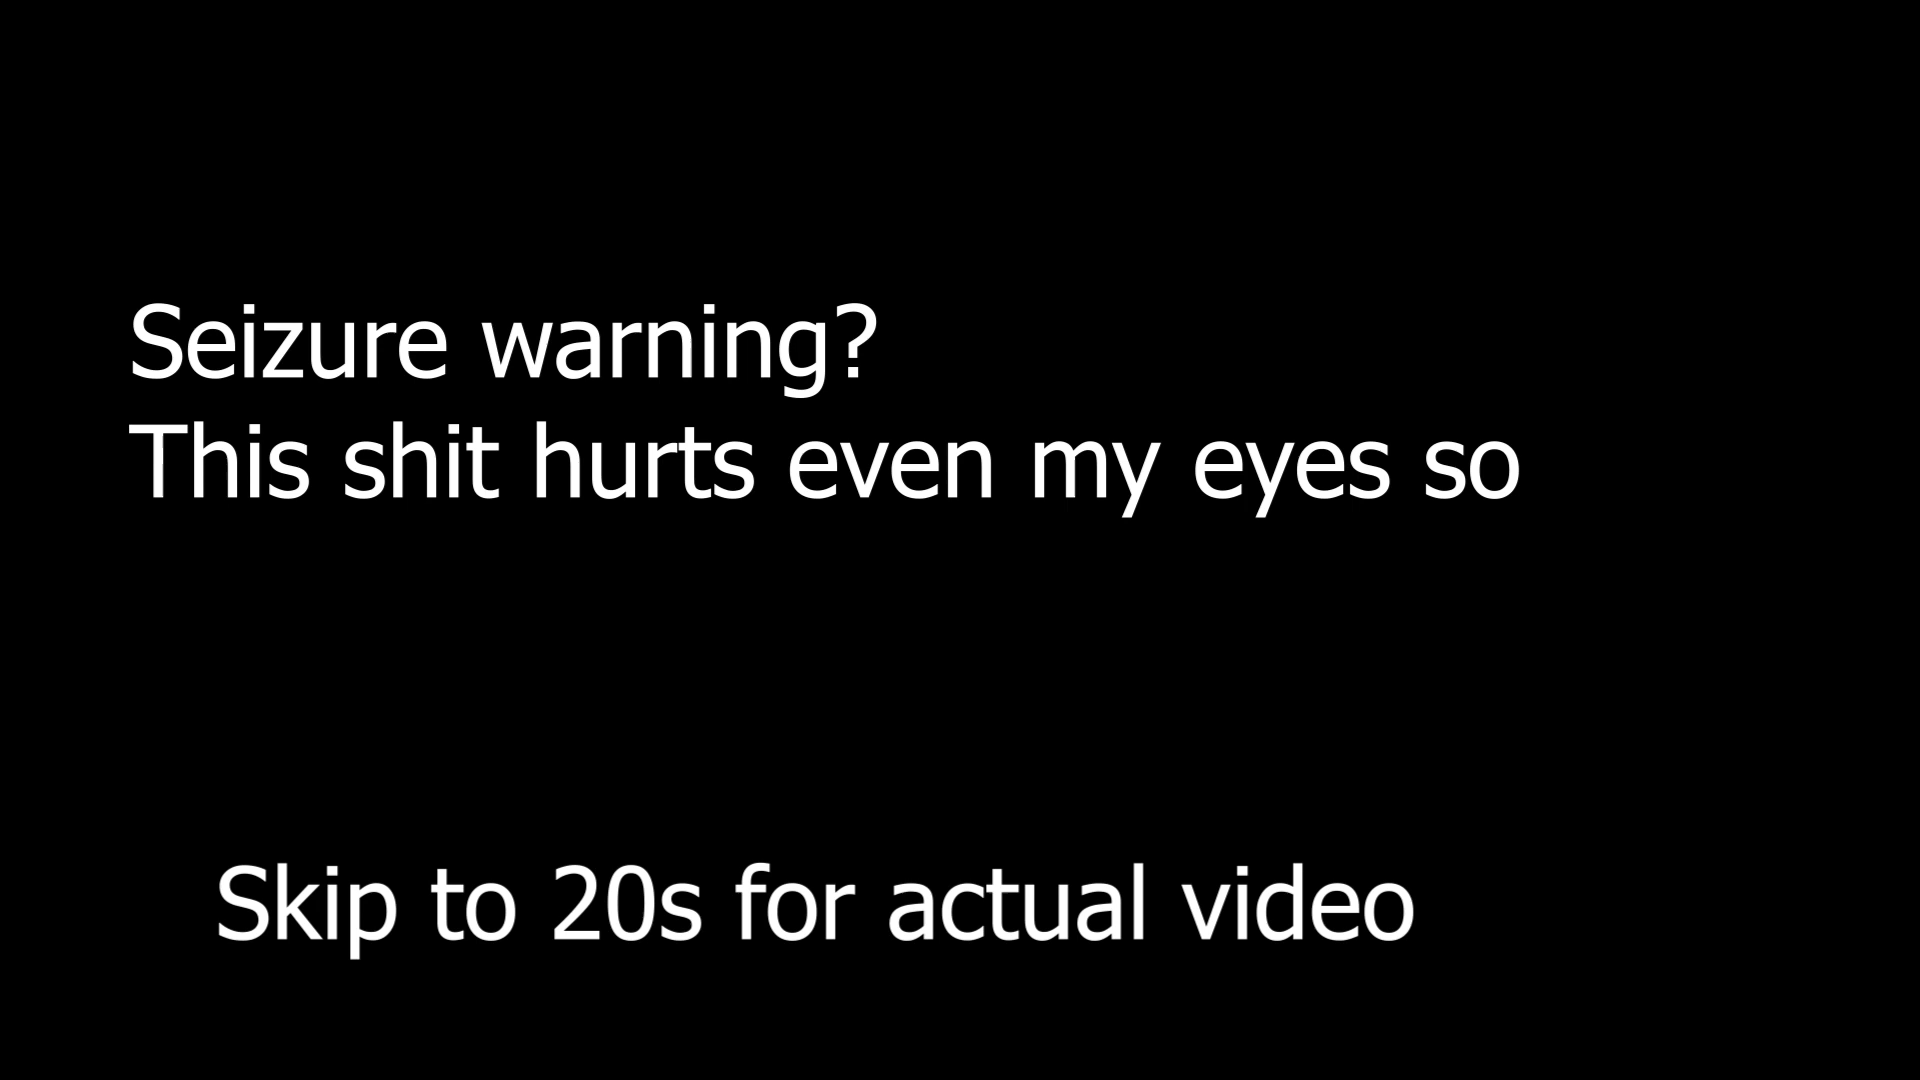 Seizure warning?
This shit hurts even my eyes so
Skip to 20s for actual video